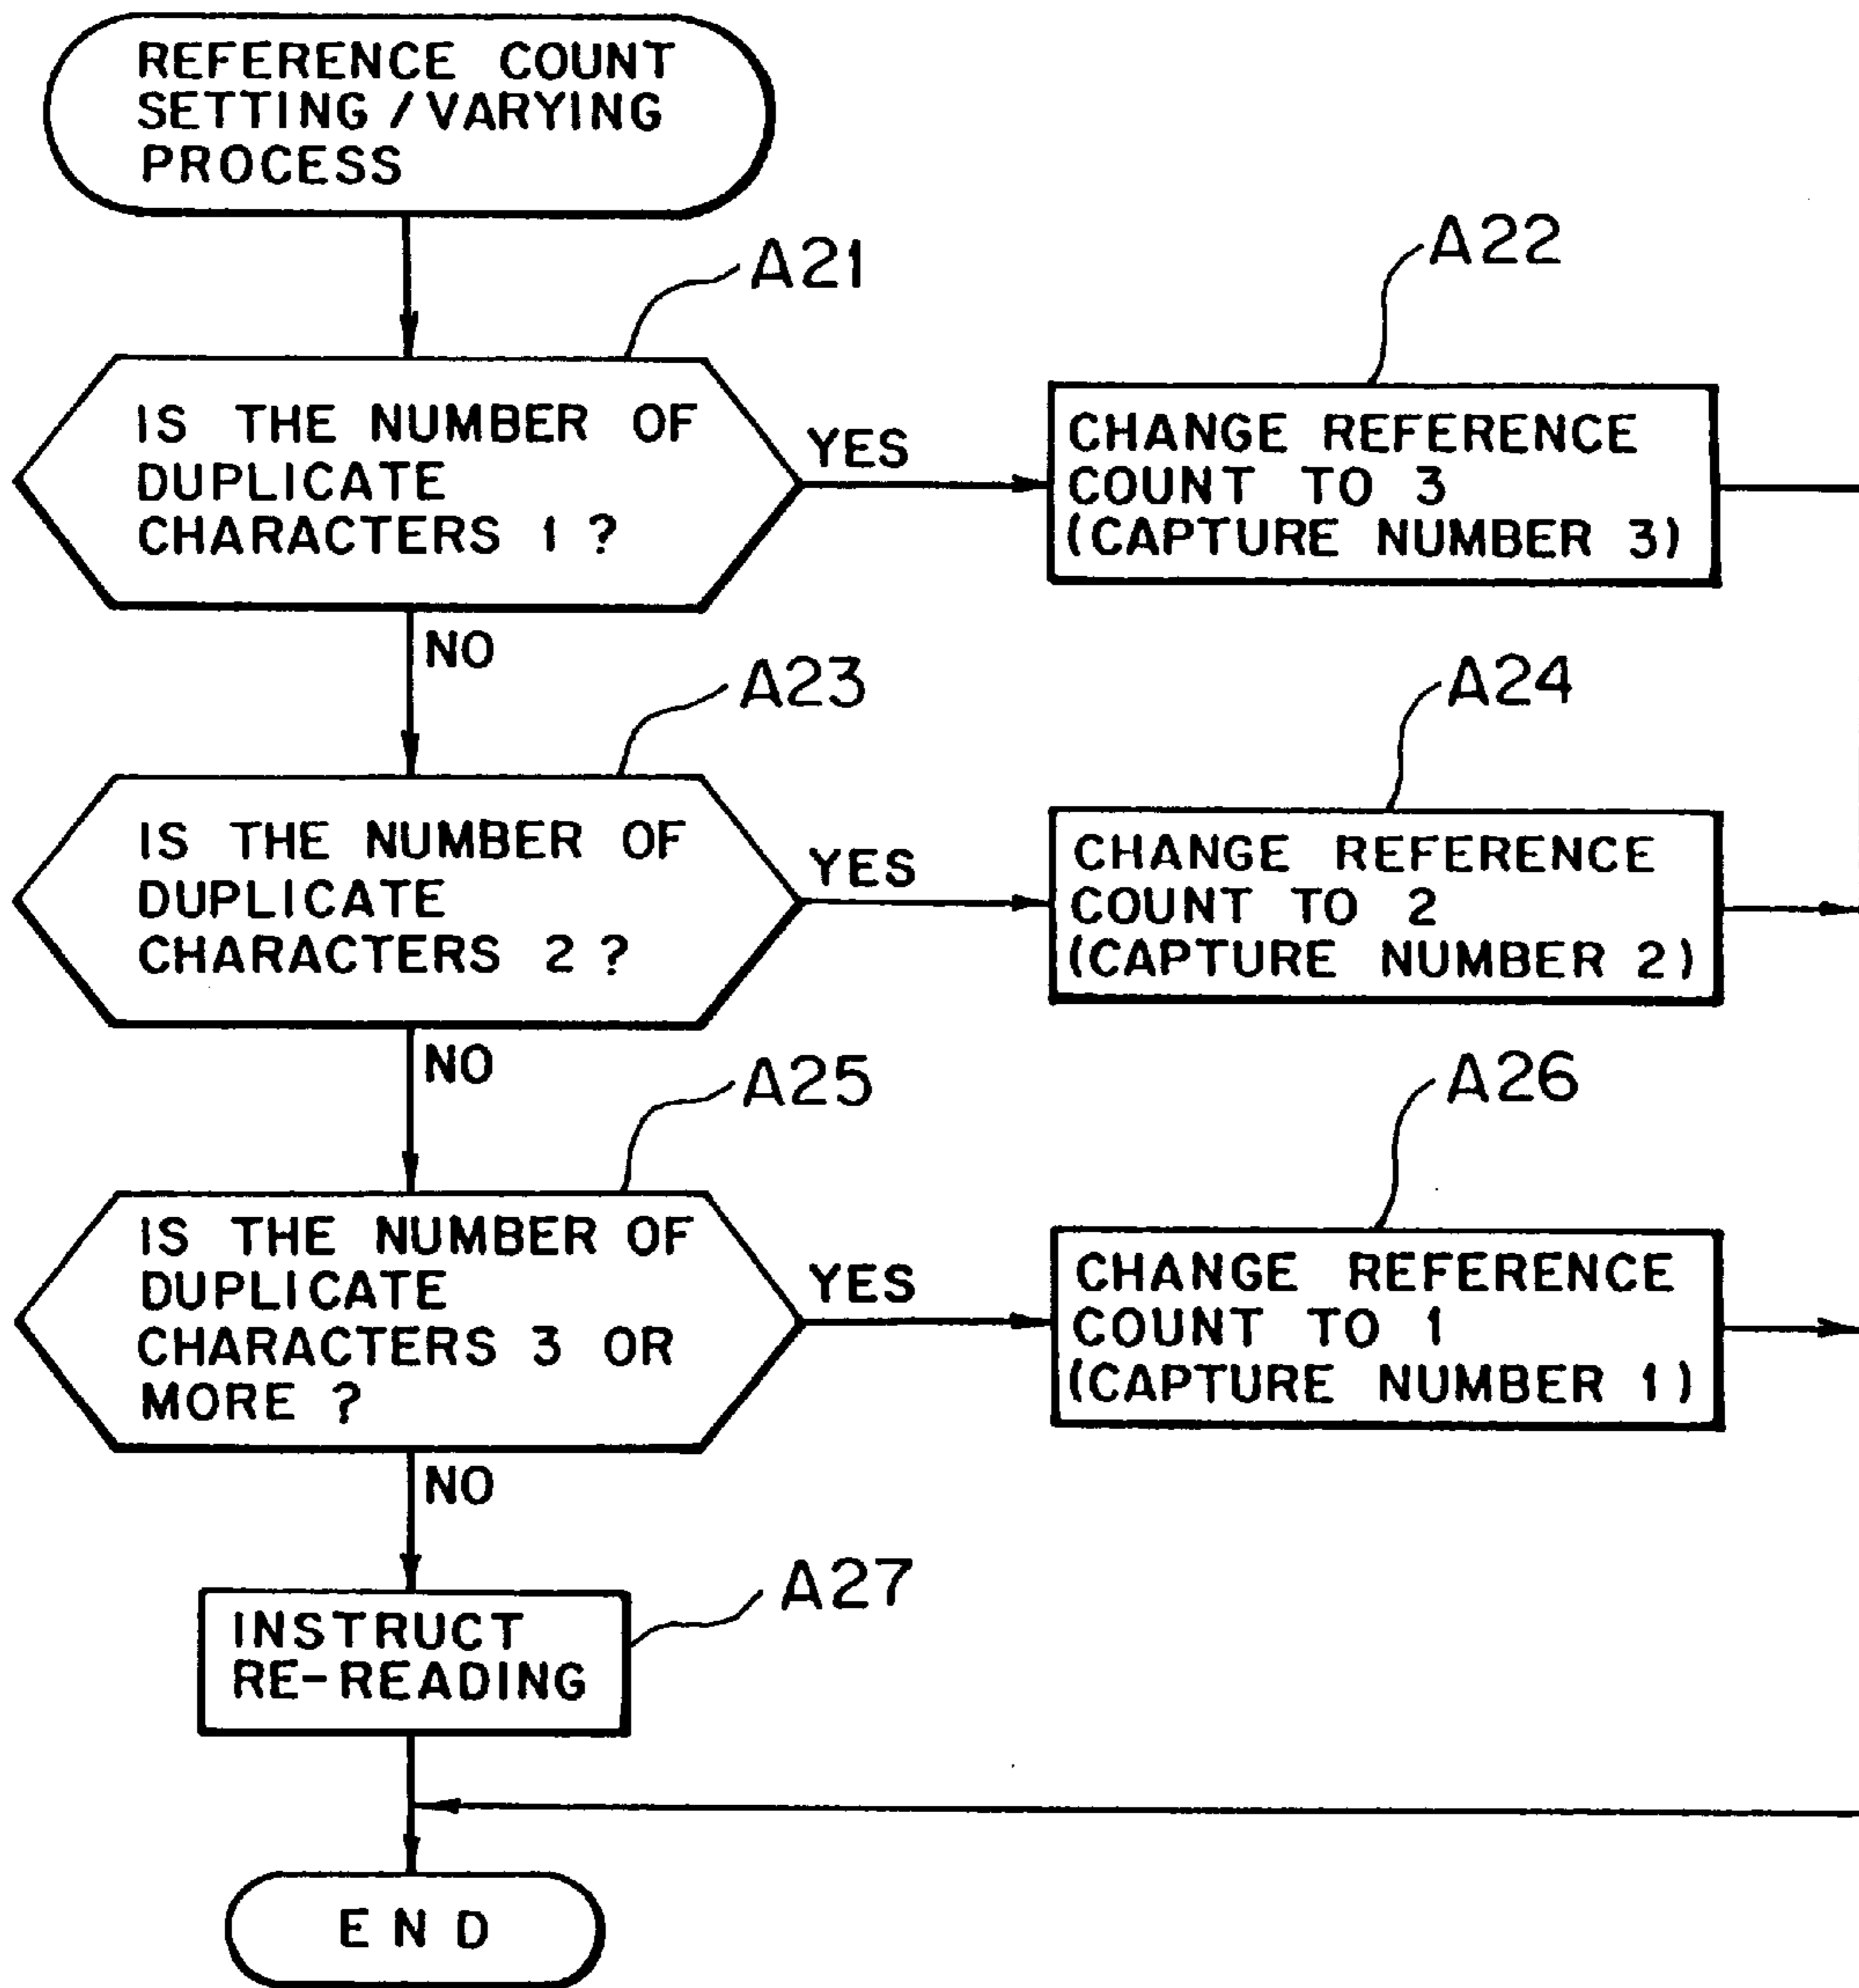 REFERENCE COUNT
SETTING/VARYING
PROCESS
A21
IS THE NUMBER OF
DUPLICATE
CHARACTERS 1 ?
YES
A22
CHANGE REFERENCE
COUNT TO 3
(CAPTURE NUMBER 3)
NO
A23
IS THE NUMBER OF
DUPLICATE
CHARACTERS 2 ?
YES
A24
CHANGE REFERENCE
COUNT TO 2
(CAPTURE NUMBER 2)
NO
A25
IS THE NUMBER OF
DUPLICATE
CHARACTERS 3 OR
MORE ?
YES
A26
CHANGE REFERENCE
COUNT TO 1
(CAPTURE NUMBER 1)
NO
A27
INSTRUCT
RE-READING
END